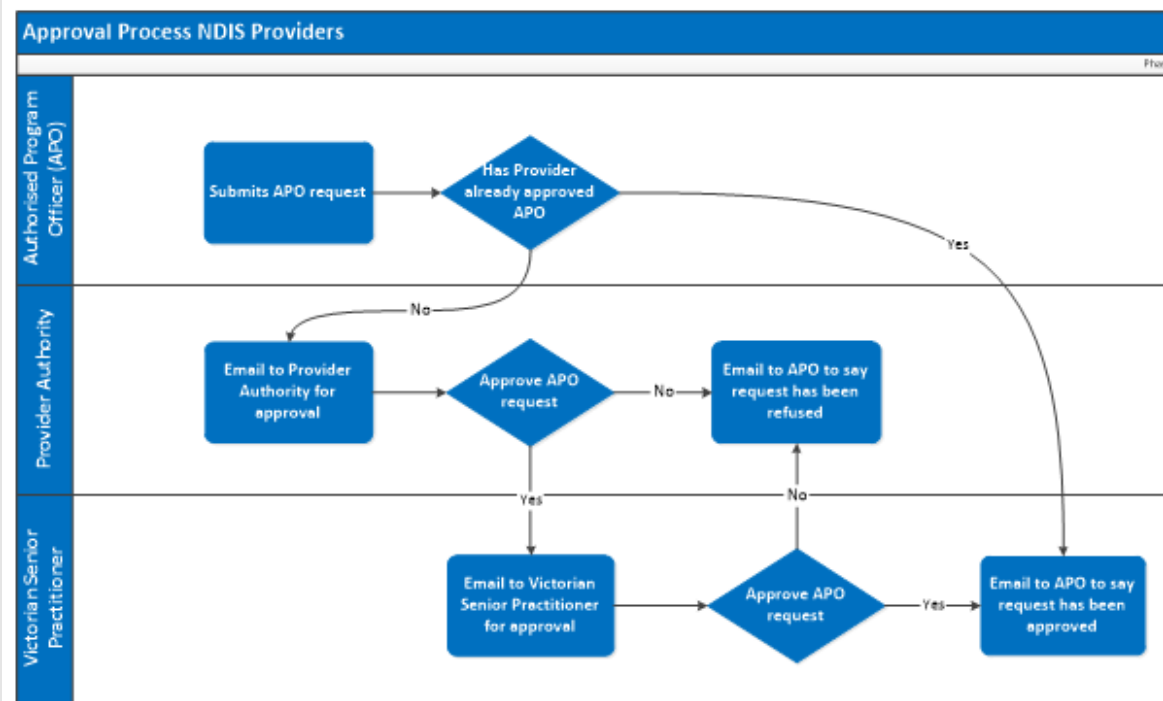 Approval Process NDIS Providers
Phas
Authorised Program
Officer (APO)
Submits APO request
Has Provider
already approved
APO
Yes
No
Provider Authority
Email to Provider
Authority for
approval
Approve APO
request
No
Email to APO to say
request has been
refused
Yes
No
Victorian Senior
Practitioner
Email to Victorian
Senior Practitioner
for approval
Approve APO
request
Yes
Email to APO to say
request has been
approved